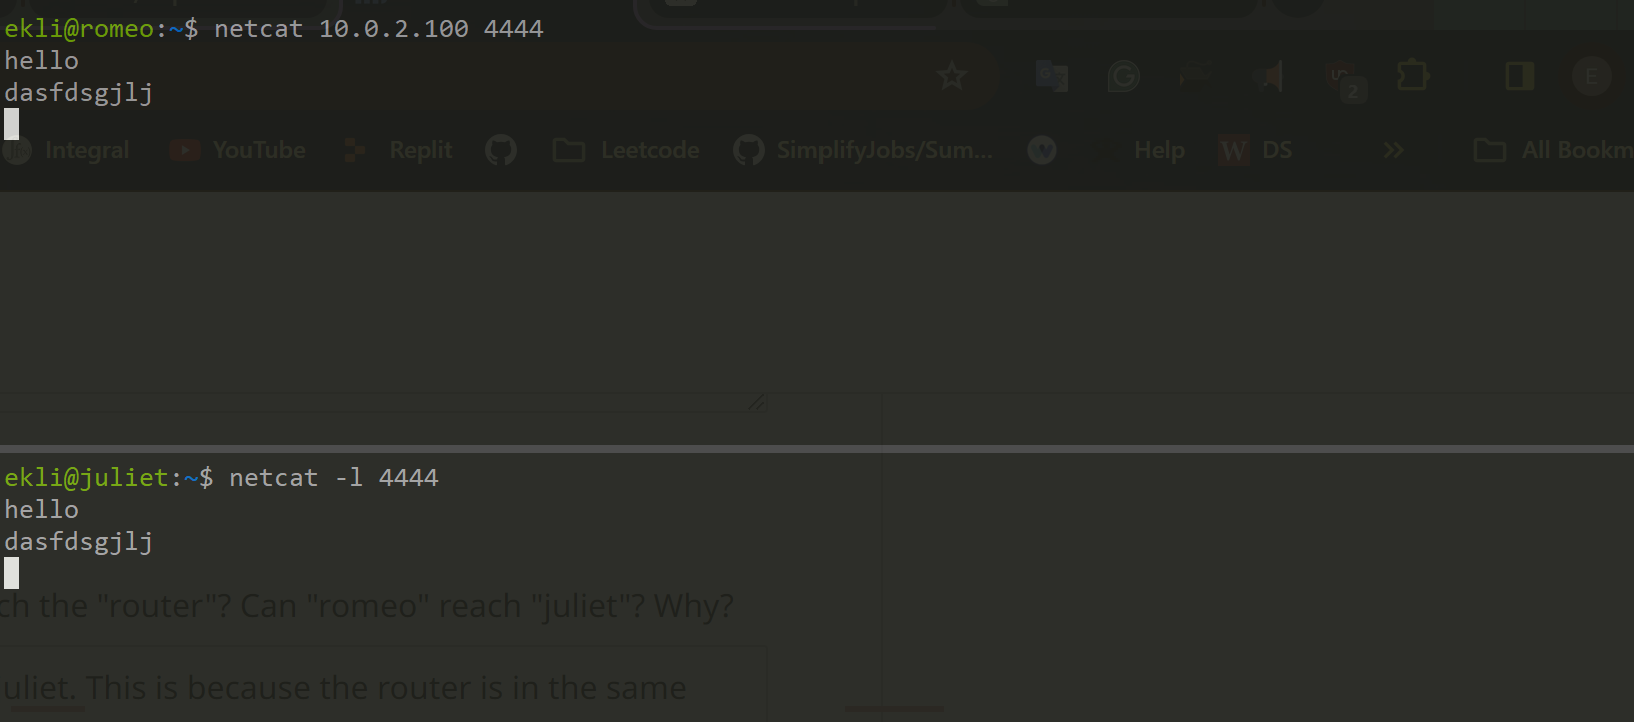 ekli@romeo:~$ netcat 10.0.2.100 4444
hello
dasfdsgjlj
Integral YouTube Replit Leetcode SimplifyJobs/Sum... Help W DS » All Bookm
2 E
ekli@juliet:~$ netcat -l 4444
hello
dasfdsgjlj
ch the "router"? Can "romeo" reach "juliet"? Why?
uliet. This is because the router is in the same